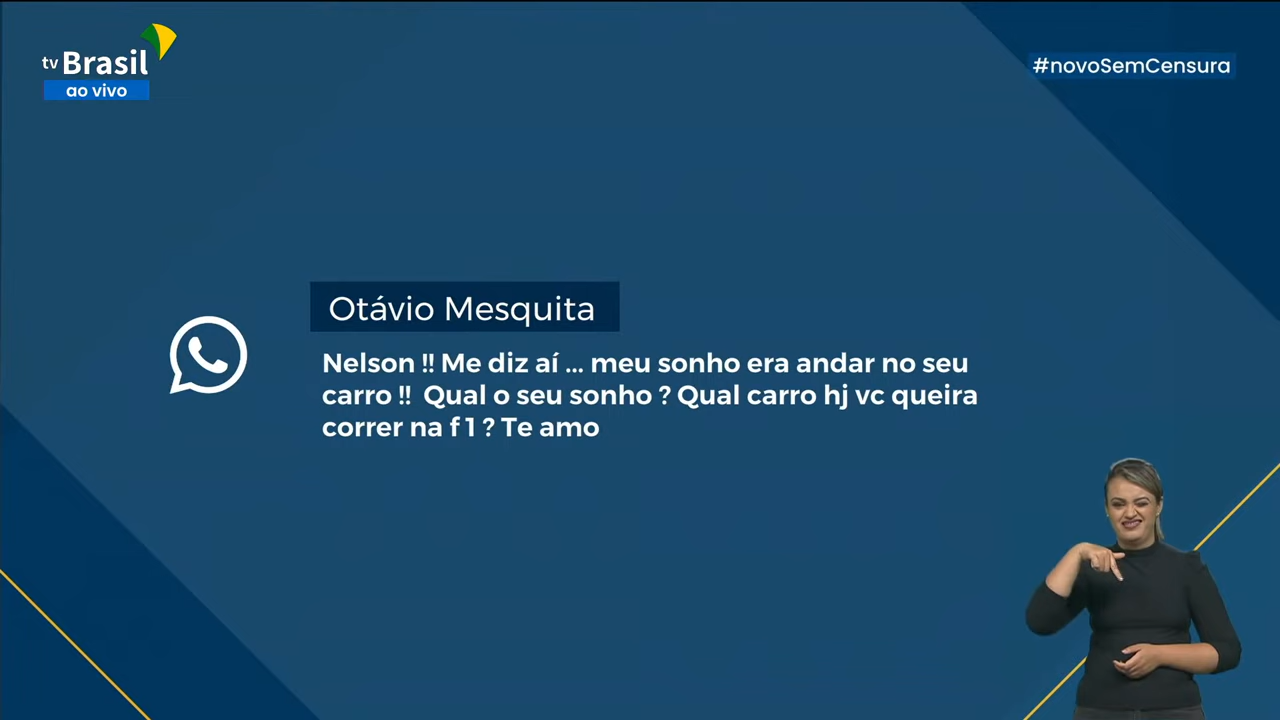 tv Brasil
ao vivo
#novoSemCensura
Otávio Mesquita
Nelson !! Me diz aí ... meu sonho era andar no seu
carro !!  Qual o seu sonho ? Qual carro hj vc queira
correr na f 1 ? Te amo